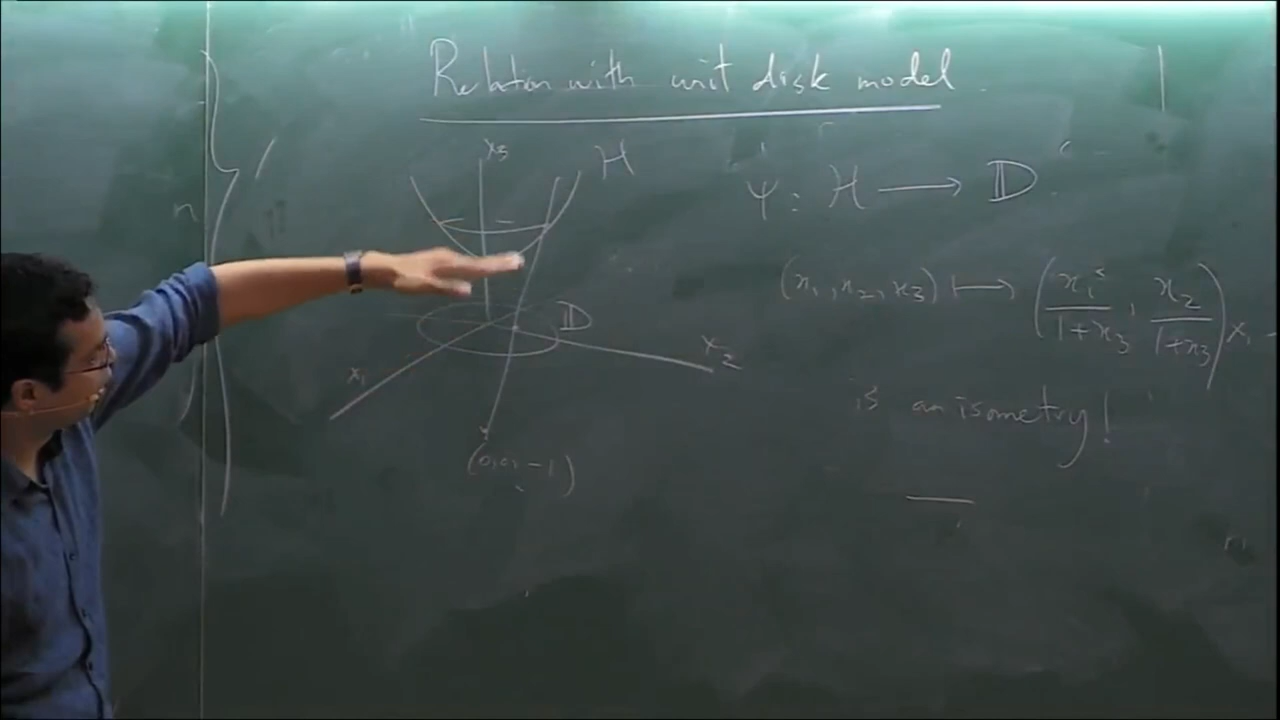 Relation with unit disk model.
x₃
H
Ψ : H ⟶ D.
n
(x₁, x₂, x₃) ⟼ (x₁/(1+x₃), x₂/(1+x₃))
D
x₁
x₂
is an isometry!
(0,0,-1)